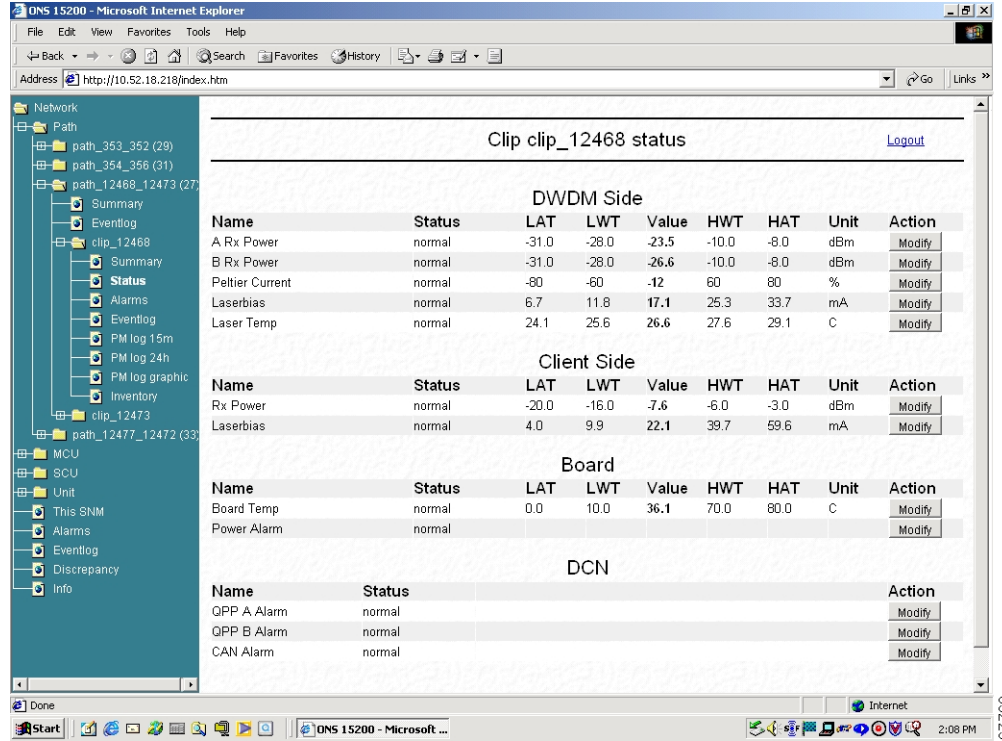 ONS 15200 - Microsoft Internet Explorer
File Edit View Favorites Tools Help
Back Search Favorites History
Address http://10.52.18.218/index.htm Go Links »
Network
Path
path_353_352 (29)
path_354_356 (31)
path_12468_12473 (27)
Summary
Eventlog
clip_12468
Summary
Status
Alarms
Eventlog
PM log 15m
PM log 24h
PM log graphic
Inventory
clip_12473
path_12477_12472 (33)
MCU
SCU
Unit
This SNM
Alarms
Eventlog
Discrepancy
Info
Clip clip_12468 status Logout
DWDM Side
Name Status LAT LWT Value HWT HAT Unit Action
A Rx Power normal -31.0 -28.0 -23.5 -10.0 -8.0 dBm Modify
B Rx Power normal -31.0 -28.0 -26.6 -10.0 -8.0 dBm Modify
Peltier Current normal -80 -60 -12 60 80 % Modify
Laserbias normal 6.7 11.8 17.1 25.3 33.7 mA Modify
Laser Temp normal 24.1 25.6 26.6 27.6 29.1 C Modify
Client Side
Name Status LAT LWT Value HWT HAT Unit Action
Rx Power normal -20.0 -16.0 -7.6 -6.0 -3.0 dBm Modify
Laserbias normal 4.0 9.9 22.1 39.7 59.6 mA Modify
Board
Name Status LAT LWT Value HWT HAT Unit Action
Board Temp normal 0.0 10.0 36.1 70.0 80.0 C Modify
Power Alarm normal Modify
DCN
Name Status Action
QPP A Alarm normal Modify
QPP B Alarm normal Modify
CAN Alarm normal Modify
Done Internet
Start ONS 15200 - Microsoft ... 2:08 PM